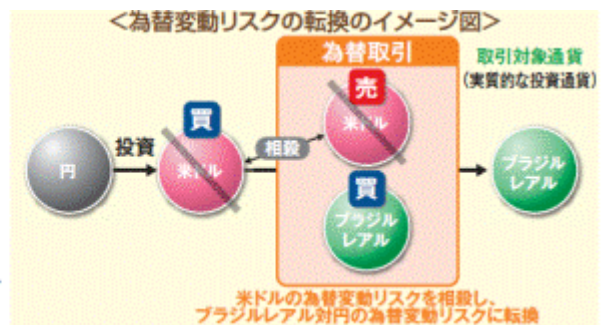 ＜為替変動リスクの転換のイメージ図＞
為替取引
取引対象通貨
（実質的な投資通貨）
売
米ドル
買
投資
相殺
円
米ドル
ブラジル
レアル
買
ブラジル
レアル
米ドルの為替変動リスクを相殺し、
ブラジルレアル対円の為替変動リスクに転換